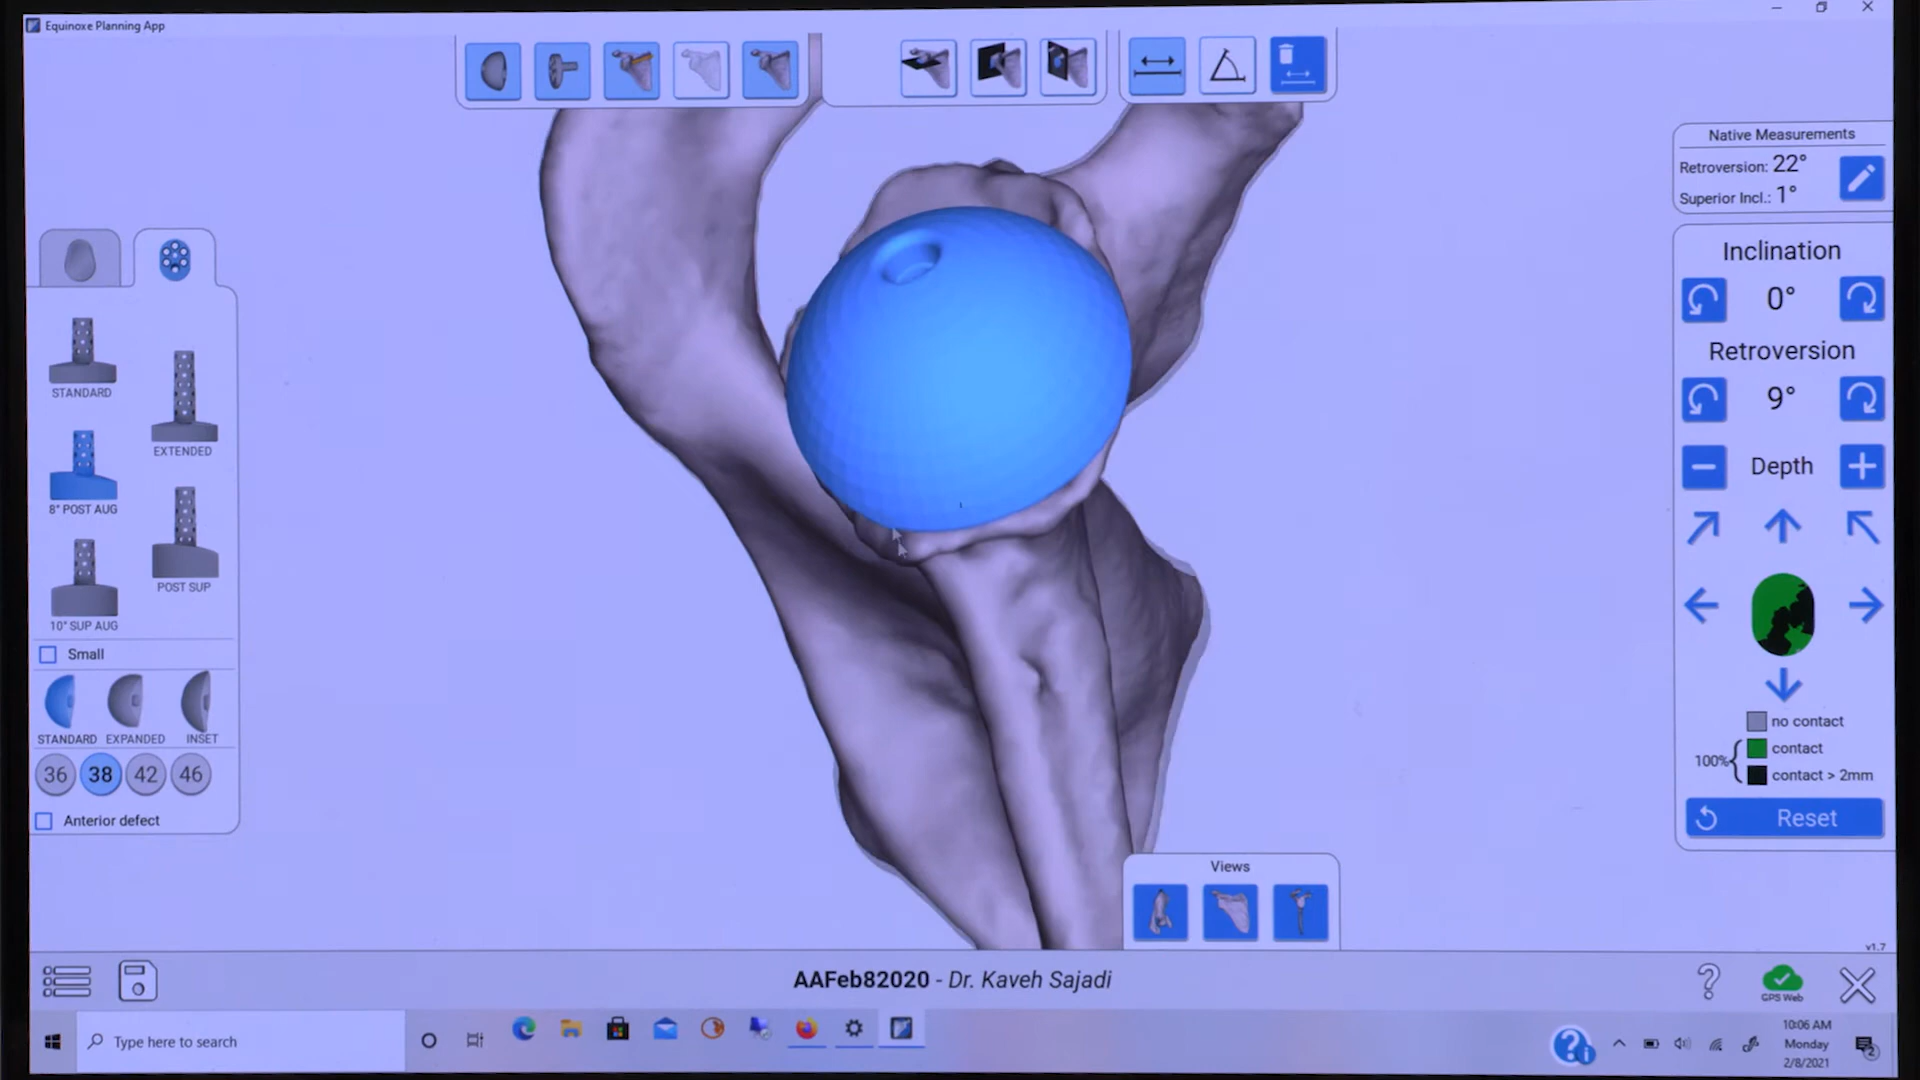 Equinoxe Planning App
Native Measurements
Retroversion: 22°
Superior Incl.: 1°
Inclination
0°
Retroversion
9°
Depth
no contact
100%{ contact
contact > 2mm
Reset
STANDARD
EXTENDED
8° POST AUG
POST SUP
10° SUP AUG
Small
STANDARD EXPANDED INSET
36 38 42 46
Anterior defect
Views
v1.7
AAFeb82020 - Dr. Kaveh Sajadi
GPS Web
Type here to search
10:06 AM
Monday
2/8/2021
2